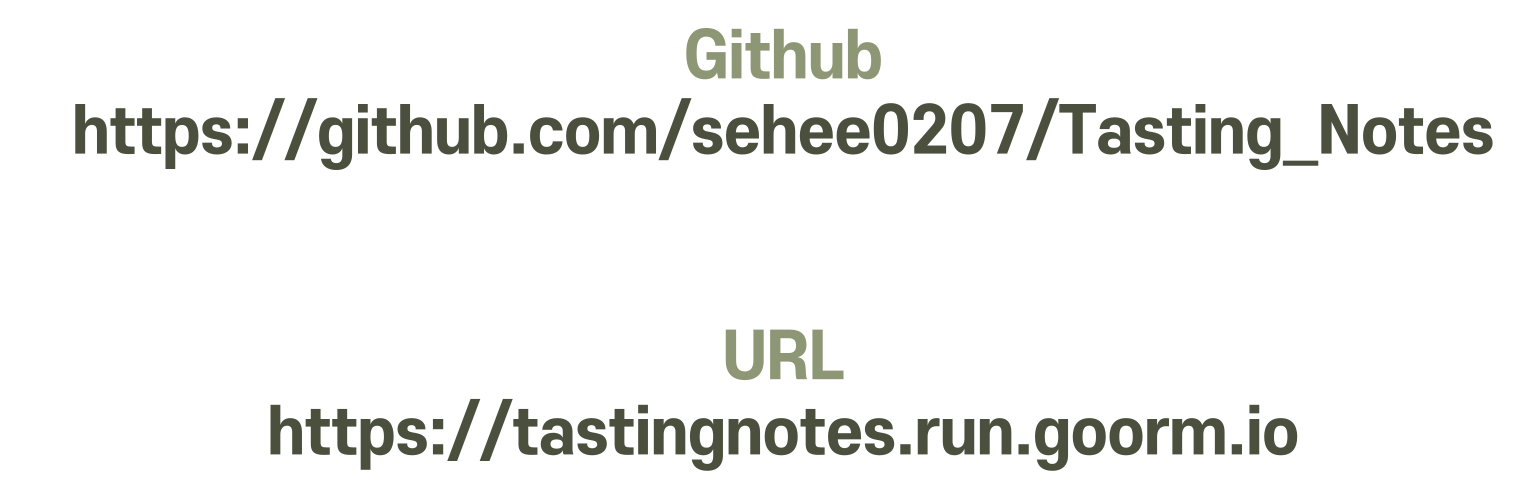 Github
https://github.com/sehee0207/Tasting_Notes
URL
https://tastingnotes.run.goorm.io